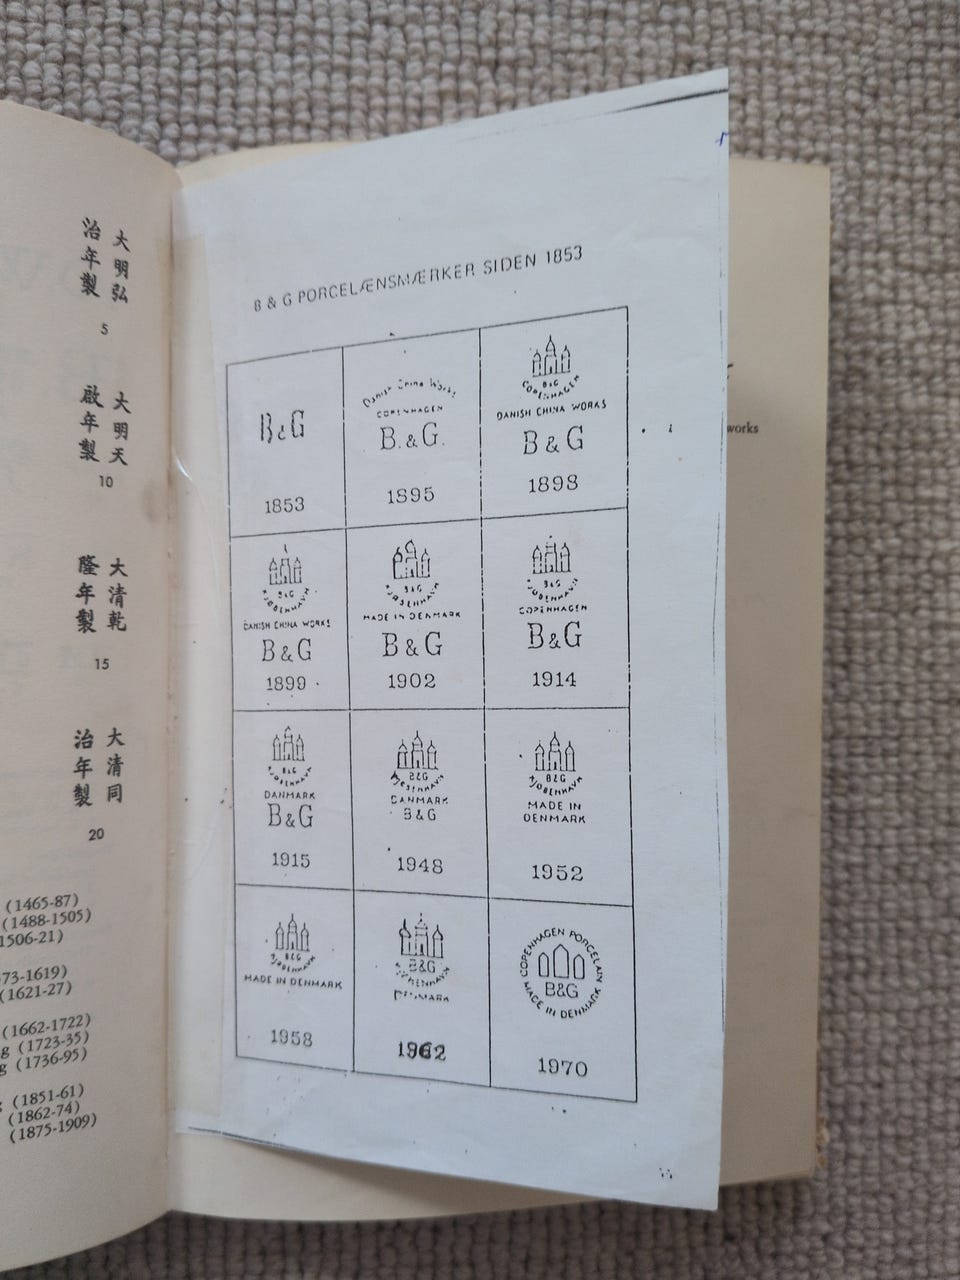 大明弘
治年製
5
大明天
啟年製
10
大清乾
隆年製
15
大清同
治年製
20
(1465-87)
(1488-1505)
1506-21)
73-1619)
(1621-27)
(1662-1722)
g (1723-35)
g (1736-95)
(1851-61)
(1862-74)
(1875-1909)
B & G PORCELÆNSMÆRKER SIDEN 1853
B&G
1853
Danish China Works
COPENHAGEN
B. & G.
1895
B&G
COPENHAGEN
DANISH CHINA WORKS
B & G
1898
B&G
KJØBENHAVN
DANISH CHINA WORKS
B & G
1899
B&G
KJØBENHAVN
MADE IN DENMARK
B & G
1902
B&G
KJØBENHAVN
COPENHAGEN
B&G
1914
B&G
KJØBENHAVN
DANMARK
B&G
1915
B&G
KJØBENHAVN
DANMARK
B&G
1948
B&G
KJØBENHAVN
MADE IN
DENMARK
1952
B&G
KJØBENHAVN
MADE IN DENMARK
1958
B&G
KJØBENHAVN
DENMARK
1962
COPENHAGEN PORCELAIN
B&G
MADE IN DENMARK
1970
works